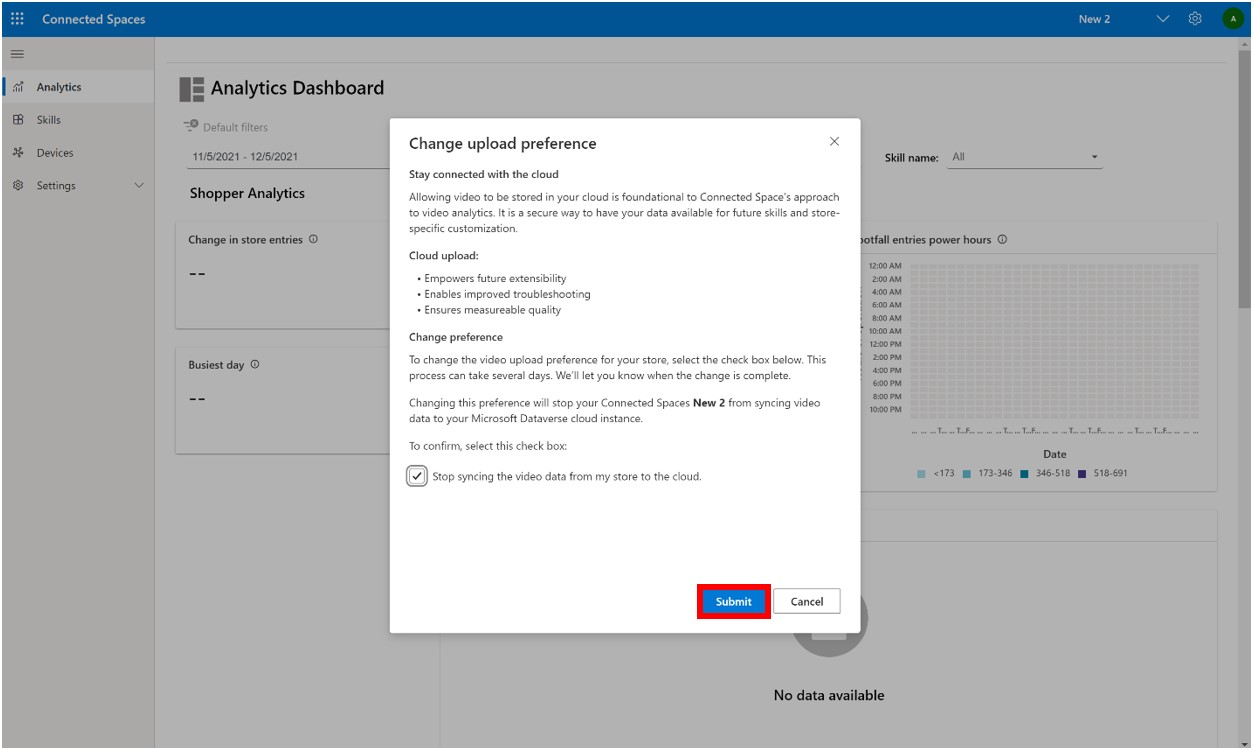 Connected Spaces
New 2
A
Analytics
Skills
Devices
Settings
Analytics Dashboard
Default filters
11/5/2021 - 12/5/2021
Skill name: All
Shopper Analytics
Change in store entries
--
Busiest day
--
Change upload preference
Stay connected with the cloud
Allowing video to be stored in your cloud is foundational to Connected Space's approach
to video analytics. It is a secure way to have your data available for future skills and store-
specific customization.
Cloud upload:
• Empowers future extensibility
• Enables improved troubleshooting
• Ensures measureable quality
Change preference
To change the video upload preference for your store, select the check box below. This
process can take several days. We'll let you know when the change is complete.
Changing this preference will stop your Connected Spaces New 2 from syncing video
data to your Microsoft Dataverse cloud instance.
To confirm, select this check box:
Stop syncing the video data from my store to the cloud.
Submit
Cancel
ootfall entries power hours
12:00 AM
2:00 AM
4:00 AM
6:00 AM
8:00 AM
10:00 AM
12:00 PM
2:00 PM
4:00 PM
6:00 PM
8:00 PM
10:00 PM
Date
<173 173-346 346-518 518-691
No data available